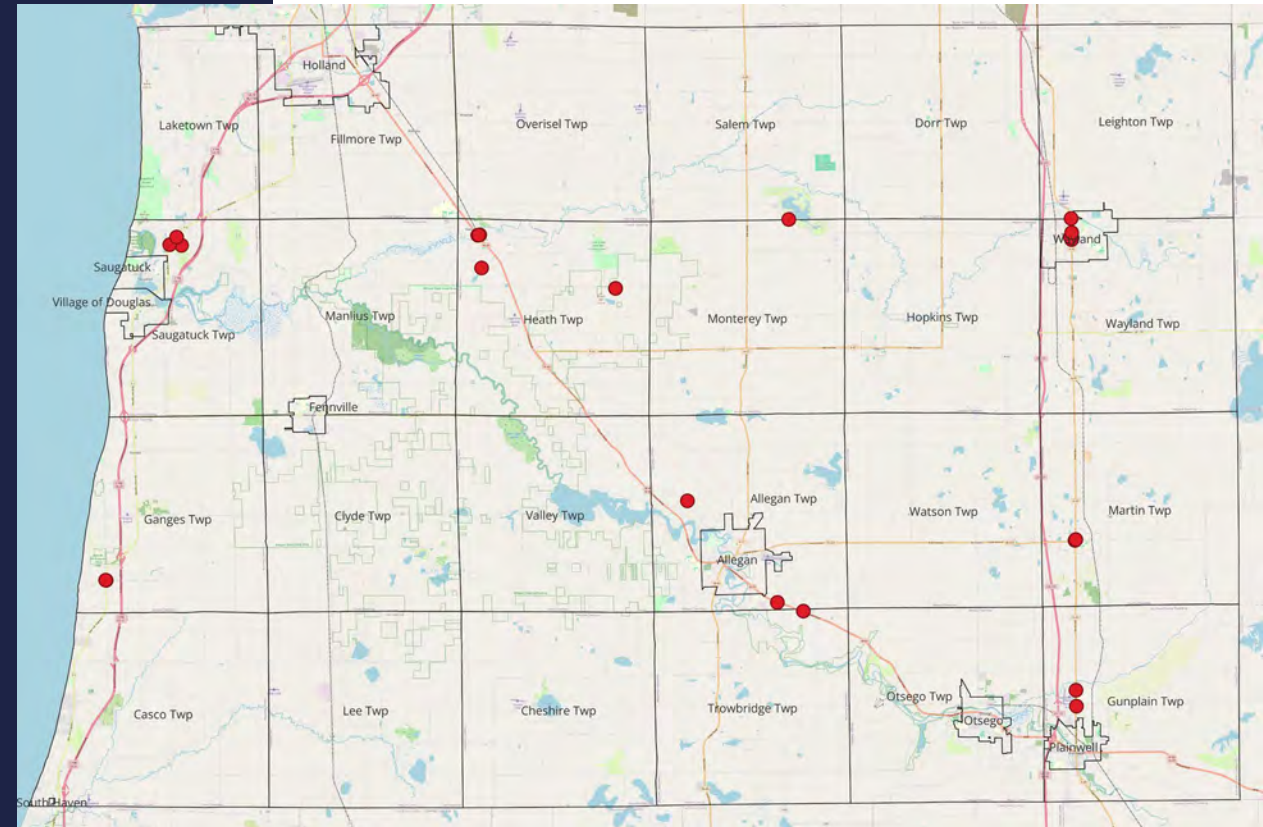 Holland
Laketown Twp
Fillmore Twp
Overisel Twp
Salem Twp
Dorr Twp
Leighton Twp
Saugatuck
Village of Douglas
Saugatuck Twp
Manlius Twp
Heath Twp
Monterey Twp
Hopkins Twp
Wayland
Wayland Twp
Fennville
Ganges Twp
Clyde Twp
Valley Twp
Allegan Twp
Allegan
Watson Twp
Martin Twp
Casco Twp
Lee Twp
Cheshire Twp
Trowbridge Twp
Otsego Twp
Otsego
Gunplain Twp
Plainwell
South Haven